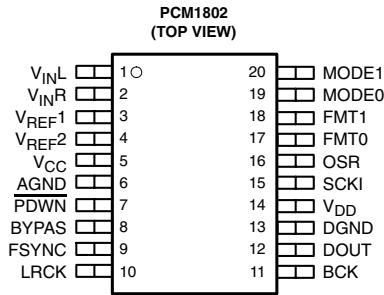 PCM1802
(TOP VIEW)
VINL 1 20 MODE1
VINR 2 19 MODE0
VREF1 3 18 FMT1
VREF2 4 17 FMT0
VCC 5 16 OSR
AGND 6 15 SCKI
PDWN 7 14 VDD
BYPAS 8 13 DGND
FSYNC 9 12 DOUT
LRCK 10 11 BCK